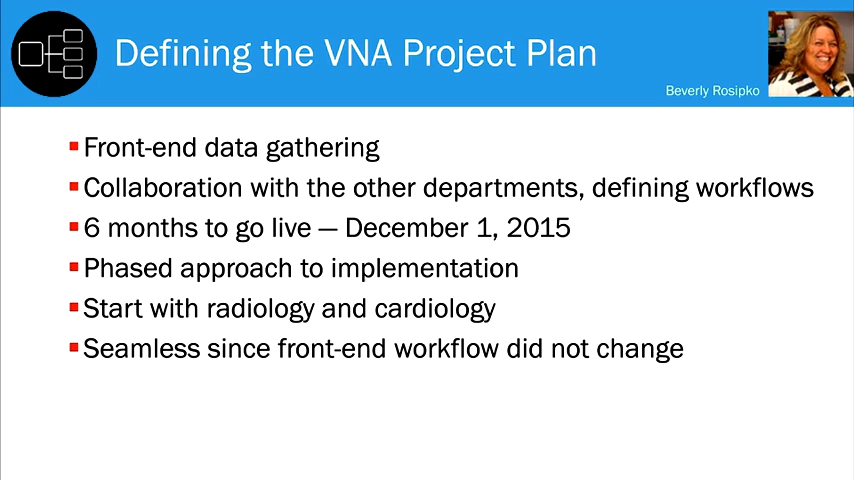 Defining the VNA Project Plan
Beverly Rosipko
Front-end data gathering
Collaboration with the other departments, defining workflows
6 months to go live — December 1, 2015
Phased approach to implementation
Start with radiology and cardiology
Seamless since front-end workflow did not change